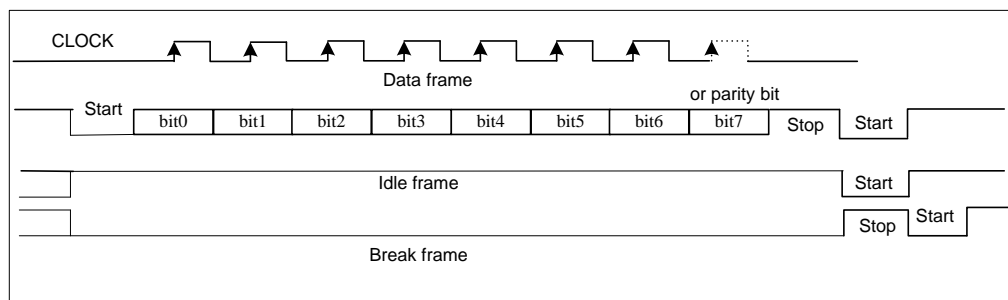 CLOCK
Data frame
or parity bit
Start bit0 bit1 bit2 bit3 bit4 bit5 bit6 bit7 Stop Start
Idle frame Start
Stop Start
Break frame